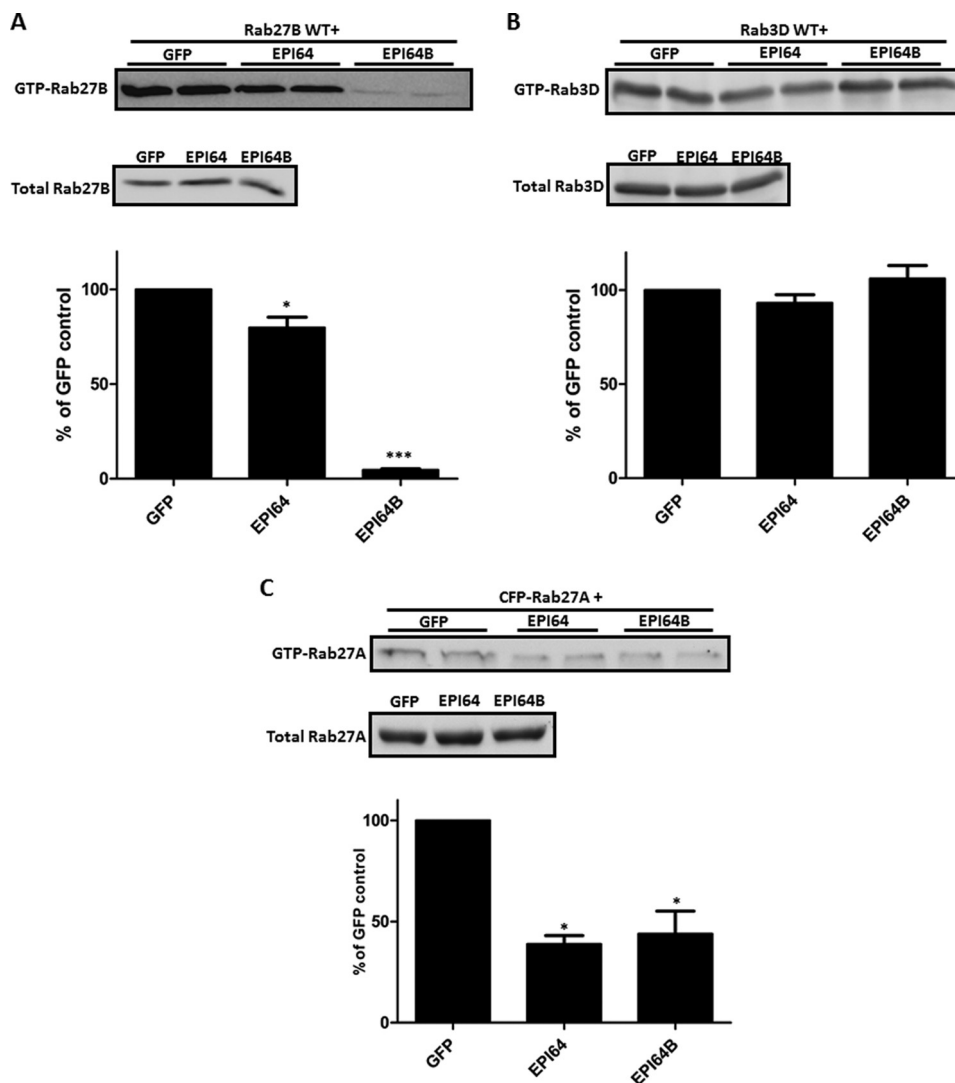 A
Rab27B WT+
GFP EPI64 EPI64B
GTP-Rab27B
GFP EPI64 EPI64B
Total Rab27B
% of GFP control
100
50
0
*
***
GFP
EPI64
EPI64B
B
Rab3D WT+
GFP EPI64 EPI64B
GTP-Rab3D
GFP EPI64 EPI64B
Total Rab3D
% of GFP control
100
50
0
GFP
EPI64
EPI64B
C
CFP-Rab27A +
GFP EPI64 EPI64B
GTP-Rab27A
GFP EPI64 EPI64B
Total Rab27A
% of GFP control
100
50
0
*
*
GFP
EPI64
EPI64B